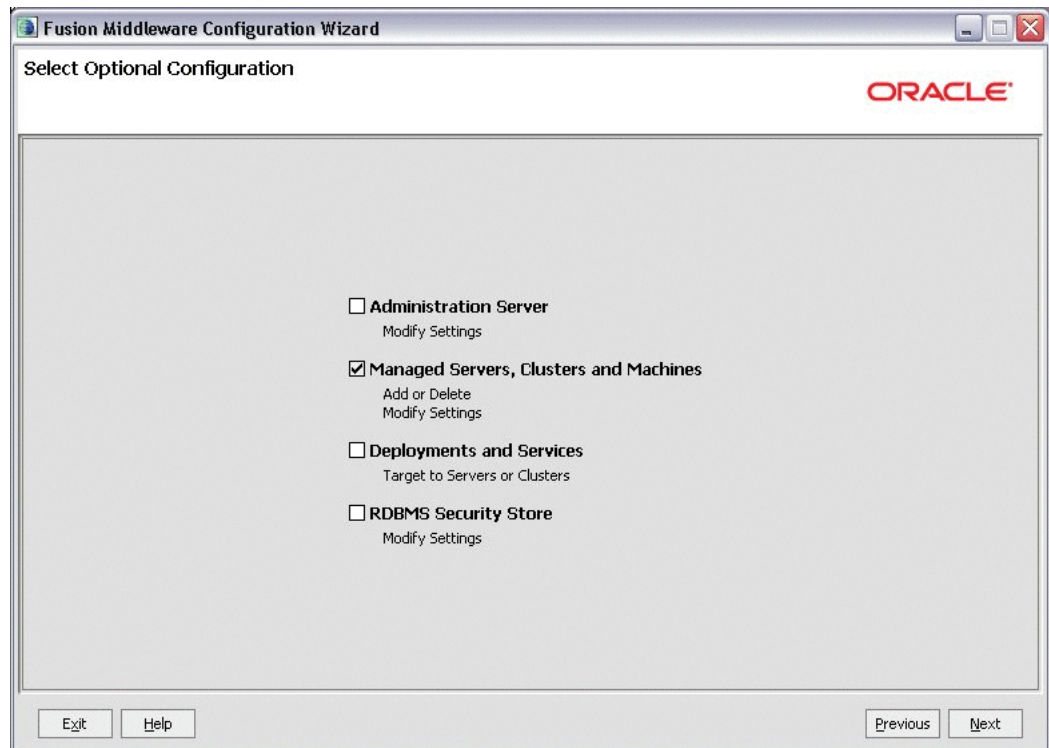 Fusion Middleware Configuration Wizard
Select Optional Configuration
ORACLE
Administration Server
Modify Settings
Managed Servers, Clusters and Machines
Add or Delete
Modify Settings
Deployments and Services
Target to Servers or Clusters
RDBMS Security Store
Modify Settings
Exit Help Previous Next